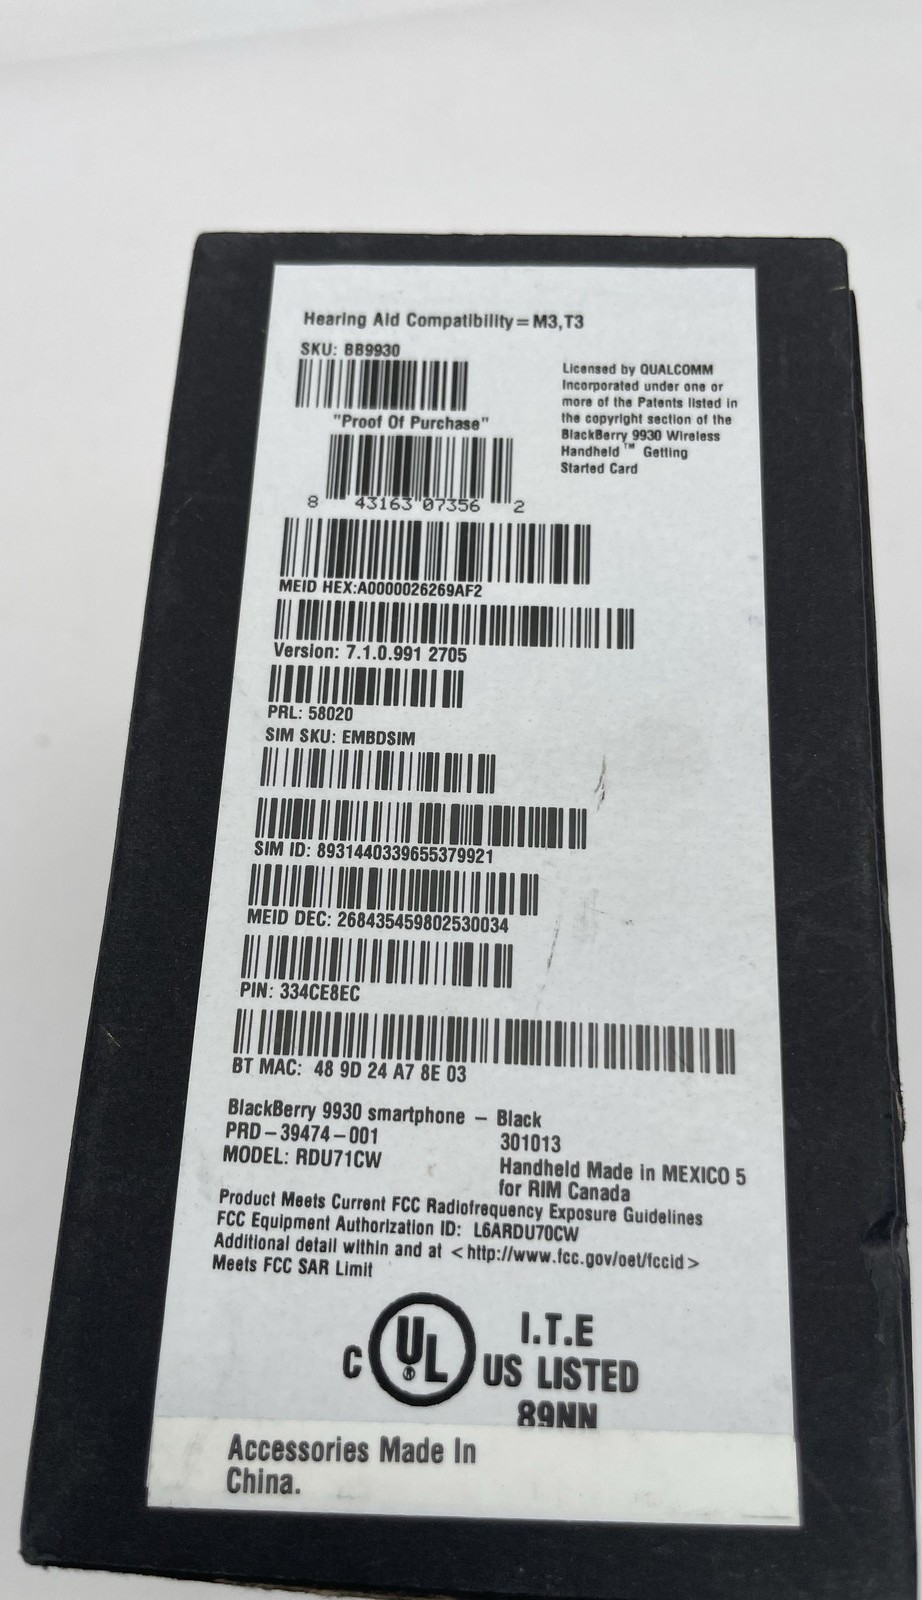 Hearing Aid Compatibility=M3,T3
SKU: BB9930
Licensed by QUALCOMM
Incorporated under one or
more of the Patents listed in
the copyright section of the
BlackBerry 9930 Wireless
Handheld™ Getting
Started Card
"Proof Of Purchase"
8 43163 07356 2
MEID HEX:A0000026269AF2
Version: 7.1.0.991 2705
PRL: 58020
SIM SKU: EMBDSIM
SIM ID: 8931440339655379921
MEID DEC: 268435459802530034
PIN: 334CE8EC
BT MAC: 48 9D 24 A7 8E 03
BlackBerry 9930 smartphone – Black
PRD-39474-001
301013
MODEL: RDU71CW
Handheld Made in MEXICO 5
for RIM Canada
Product Meets Current FCC Radiofrequency Exposure Guidelines
FCC Equipment Authorization ID: L6ARDU70CW
Additional detail within and at <http://www.fcc.gov/oet/fccid>
Meets FCC SAR Limit
C UL® US LISTED
I.T.E
89NN
Accessories Made In
China.